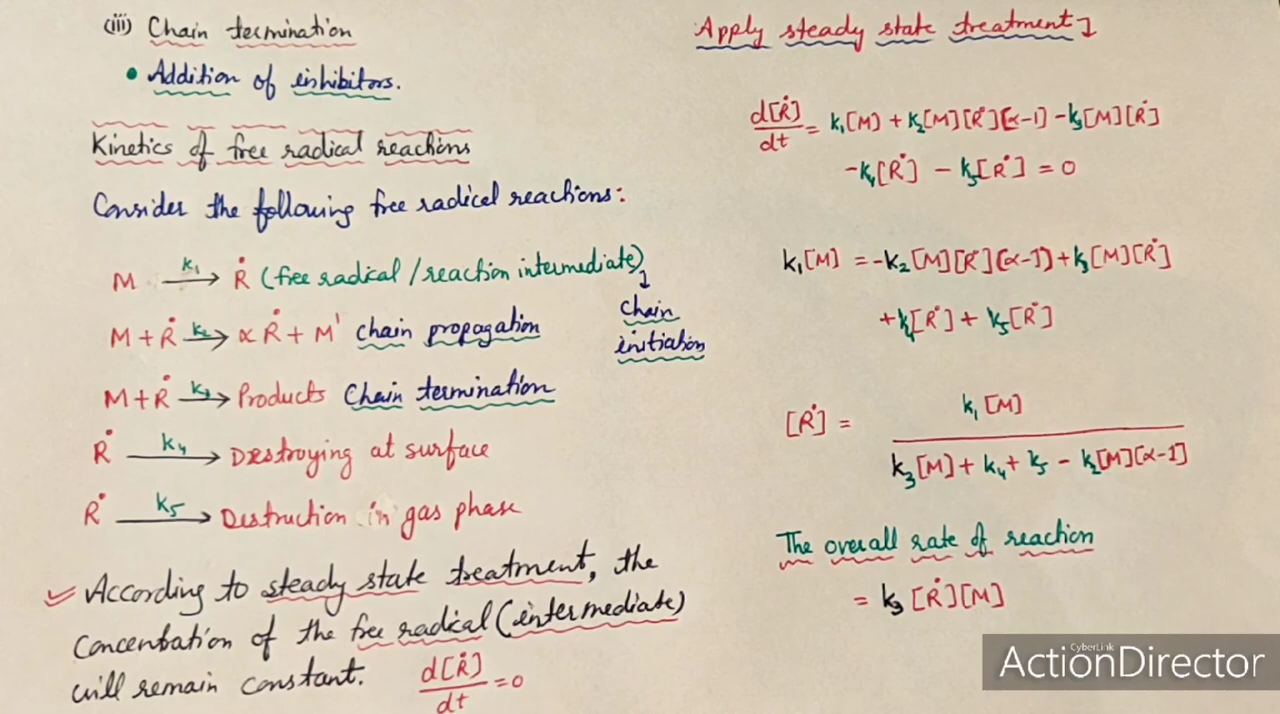 (iii) Chain termination
• Addition of inhibitors.
Kinetics of free radical reactions
Consider the following free radical reactions:
M —k₁→ Ṙ (free radical / reaction intermediate)
↓
Chain
initiation
M + Ṙ —k₂→ ∝ Ṙ + M' chain propagation
M + Ṙ —k₃→ Products Chain termination
Ṙ —k₄→ Destroying at surface
Ṙ —k₅→ Destruction in gas phase
According to steady state treatment, the
concentration of the free radical (intermediate)
will remain constant. d[Ṙ]/dt = 0
Apply steady state treatment
d[Ṙ]/dt = k₁[M] + k₂[M][Ṙ](∝-1) - k₃[M][Ṙ]
- k₄[Ṙ] - k₅[Ṙ] = 0
k₁[M] = -k₂[M][Ṙ](∝-1) + k₃[M][Ṙ]
+ k₄[Ṙ] + k₅[Ṙ]
[Ṙ] = k₁[M] / k₃[M] + k₄ + k₅ - k₂[M][∝-1]
The overall rate of reaction
= k₃ [Ṙ][M]
CyberLink
ActionDirector